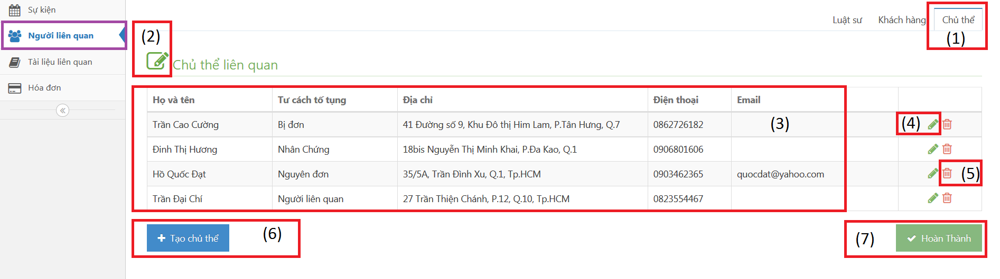 Sự kiện
Người liên quan
Tài liệu liên quan
Hóa đơn
Luật sư Khách hàng Chủ thể
(1)
(2)
Chủ thể liên quan
Họ và tên Tư cách tố tụng Địa chỉ Điện thoại Email
Trần Cao Cường Bị đơn 41 Đường số 9, Khu Đô thị Him Lam, P.Tân Hưng, Q.7 0862726182 (3) (4)
Đinh Thị Hương Nhân Chứng 18bis Nguyễn Thị Minh Khai, P.Đa Kao, Q.1 0906801606
Hồ Quốc Đạt Nguyên đơn 35/5A, Trần Đình Xu, Q.1, Tp.HCM 0903462365 quocdat@yahoo.com (5)
Trần Đại Chí Người liên quan 27 Trần Thiện Chánh, P.12, Q.10, Tp.HCM 0823554467
Tạo chủ thể (6) (7) Hoàn Thành